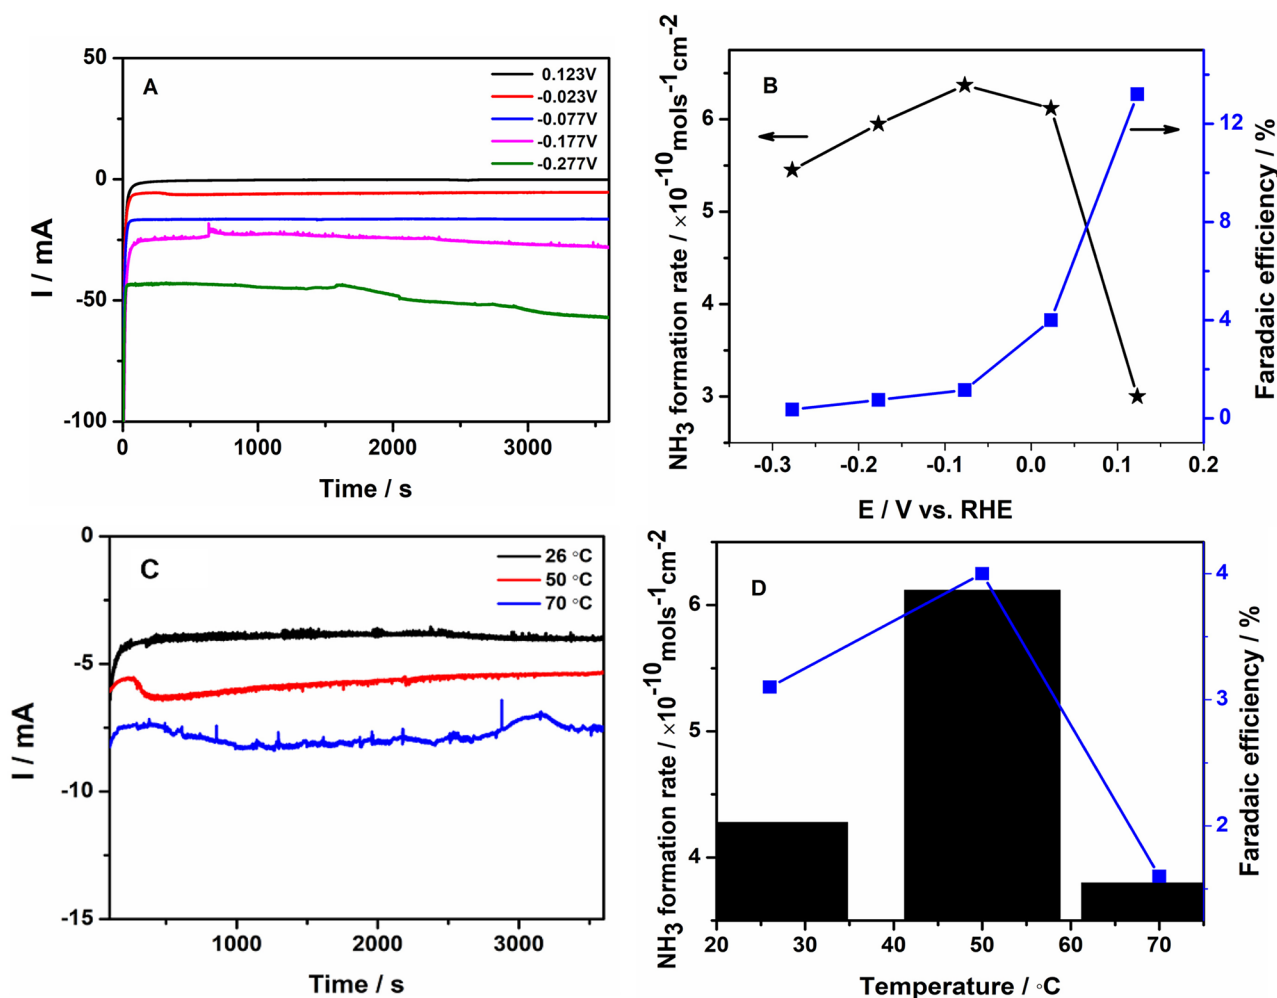 A
0.123V
-0.023V
-0.077V
-0.177V
-0.277V
50
0
-50
-100
0
1000
2000
3000
I / mA
Time / s
B
NH3 formation rate / ×10-10mols-1cm-2
6
5
4
3
-0.3
-0.2
-0.1
0.0
0.1
0.2
E / V vs. RHE
12
8
4
0
Faradaic efficiency / %
C
26 °C
50 °C
70 °C
0
-5
-10
-15
1000
2000
3000
I / mA
Time / s
D
NH3 formation rate / ×10-10mols-1cm-2
6
5
4
20
30
40
50
60
70
Temperature / °C
4
3
2
Faradaic efficiency / %